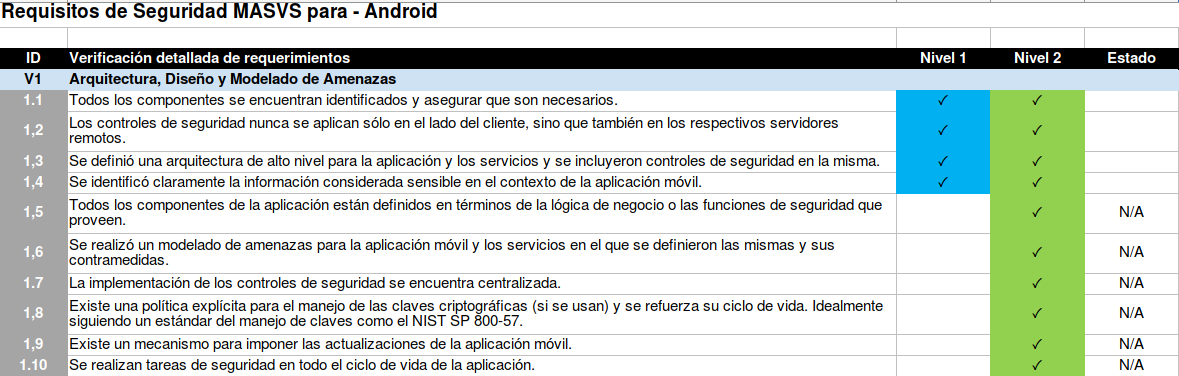 Requisitos de Seguridad MASVS para - Android
ID Verificación detallada de requerimientos Nivel 1 Nivel 2 Estado
V1 Arquitectura, Diseño y Modelado de Amenazas
1.1 Todos los componentes se encuentran identificados y asegurar que son necesarios. ✓ ✓
1,2 Los controles de seguridad nunca se aplican sólo en el lado del cliente, sino que también en los respectivos servidores
remotos. ✓ ✓
1,3 Se definió una arquitectura de alto nivel para la aplicación y los servicios y se incluyeron controles de seguridad en la misma. ✓ ✓
1,4 Se identificó claramente la información considerada sensible en el contexto de la aplicación móvil. ✓ ✓
1,5 Todos los componentes de la aplicación están definidos en términos de la lógica de negocio o las funciones de seguridad que
proveen. ✓ N/A
1,6 Se realizó un modelado de amenazas para la aplicación móvil y los servicios en el que se definieron las mismas y sus
contramedidas. ✓ N/A
1.7 La implementación de los controles de seguridad se encuentra centralizada. ✓ N/A
1,8 Existe una política explícita para el manejo de las claves criptográficas (si se usan) y se refuerza su ciclo de vida. Idealmente
siguiendo un estándar del manejo de claves como el NIST SP 800-57. ✓ N/A
1,9 Existe un mecanismo para imponer las actualizaciones de la aplicación móvil. ✓ N/A
1.10 Se realizan tareas de seguridad en todo el ciclo de vida de la aplicación. ✓ N/A